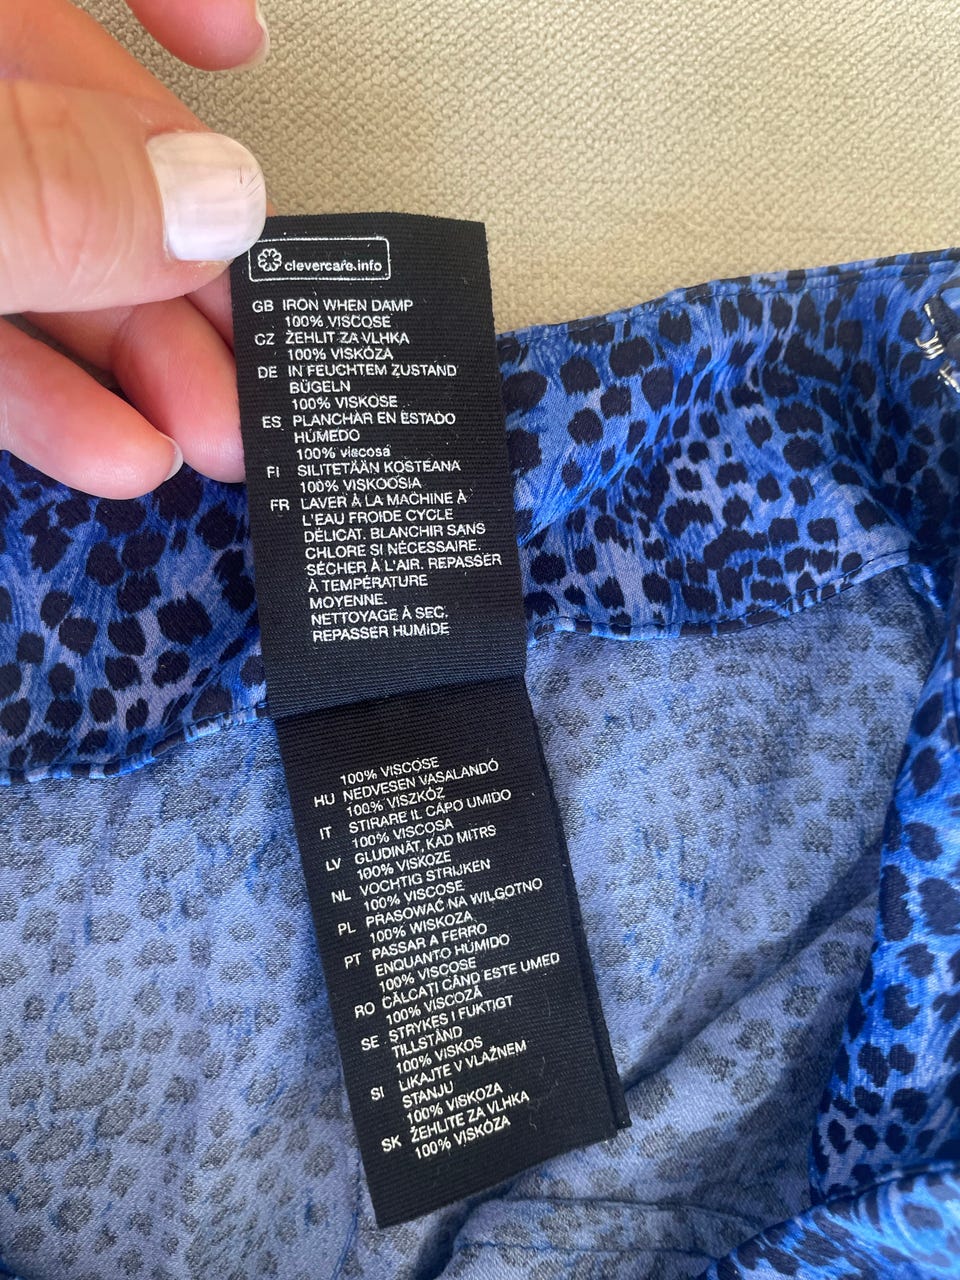 clevercare.info
GB IRON WHEN DAMP
100% VISCOSE
CZ ŽEHLIT ZA VLHKA
100% VISKÓZA
DE IN FEUCHTEM ZUSTAND
BÜGELN
100% VISKOSE
ES PLANCHAR EN ESTADO
HÚMEDO
100% viscosa
FI SILITETÄÄN KOSTEANA
100% VISKOOSIA
FR LAVER À LA MACHINE À
L'EAU FROIDE CYCLE
DÉLICAT. BLANCHIR SANS
CHLORE SI NÉCESSAIRE.
SÉCHER À L'AIR. REPASSER
À TEMPÉRATURE
MOYENNE.
NETTOYAGE À SEC.
REPASSER HUMIDE
100% VISCOSE
HU NEDVESEN VASALANDÓ
100% VISZKÓZ
IT STIRARE IL CAPO UMIDO
100% VISCOSA
LV GLUDINĀT, KAD MITRS
100% VISKOZE
NL VOCHTIG STRIJKEN
100% VISCOSE
PL PRASOWAĆ NA WILGOTNO
100% WISKOZA
PT PASSAR A FERRO
ENQUANTO HÚMIDO
100% VISCOSE
RO CĂLCAȚI CÂND ESTE UMED
100% VISCOZĂ
SE STRYKES I FUKTIGT
TILLSTÅND
100% VISKOS
SI LIKAJTE V VLAŽNEM
STANJU
100% VISKOZA
SK ŽEHLITE ZA VLHKA
100% VISKÓZA